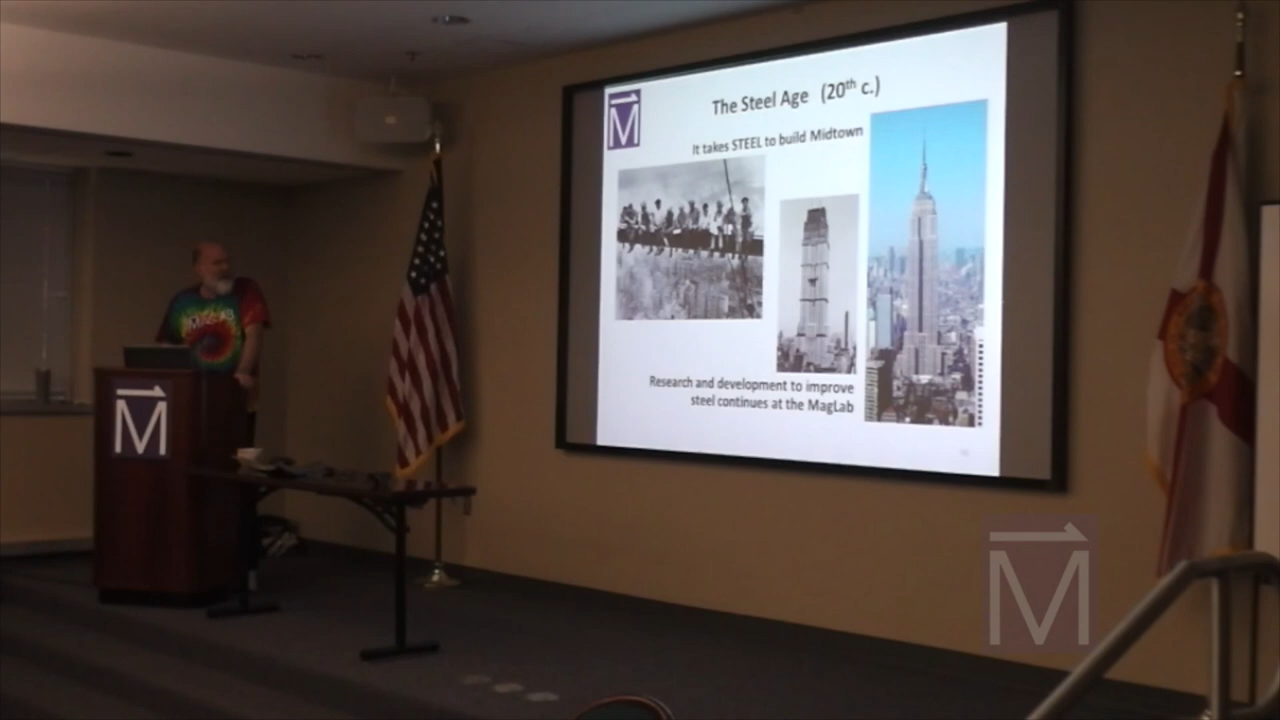 M
The Steel Age (20th c.)
It takes STEEL to build Midtown
Research and development to improve
steel continues at the MagLab
M
M